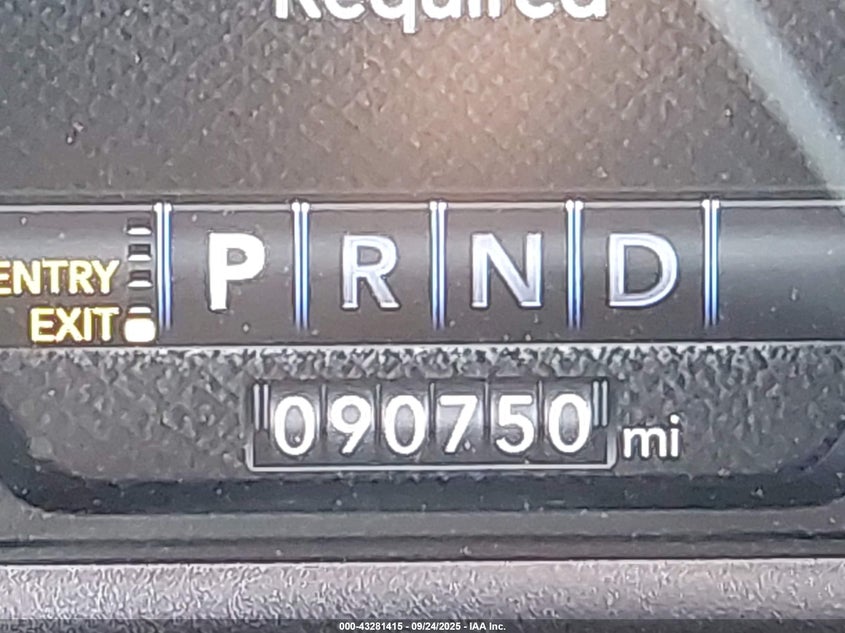 Required
P R N D
ENTRY
EXIT
090750 mi
000-43281415 - 09/24/2025 - IAA Inc.